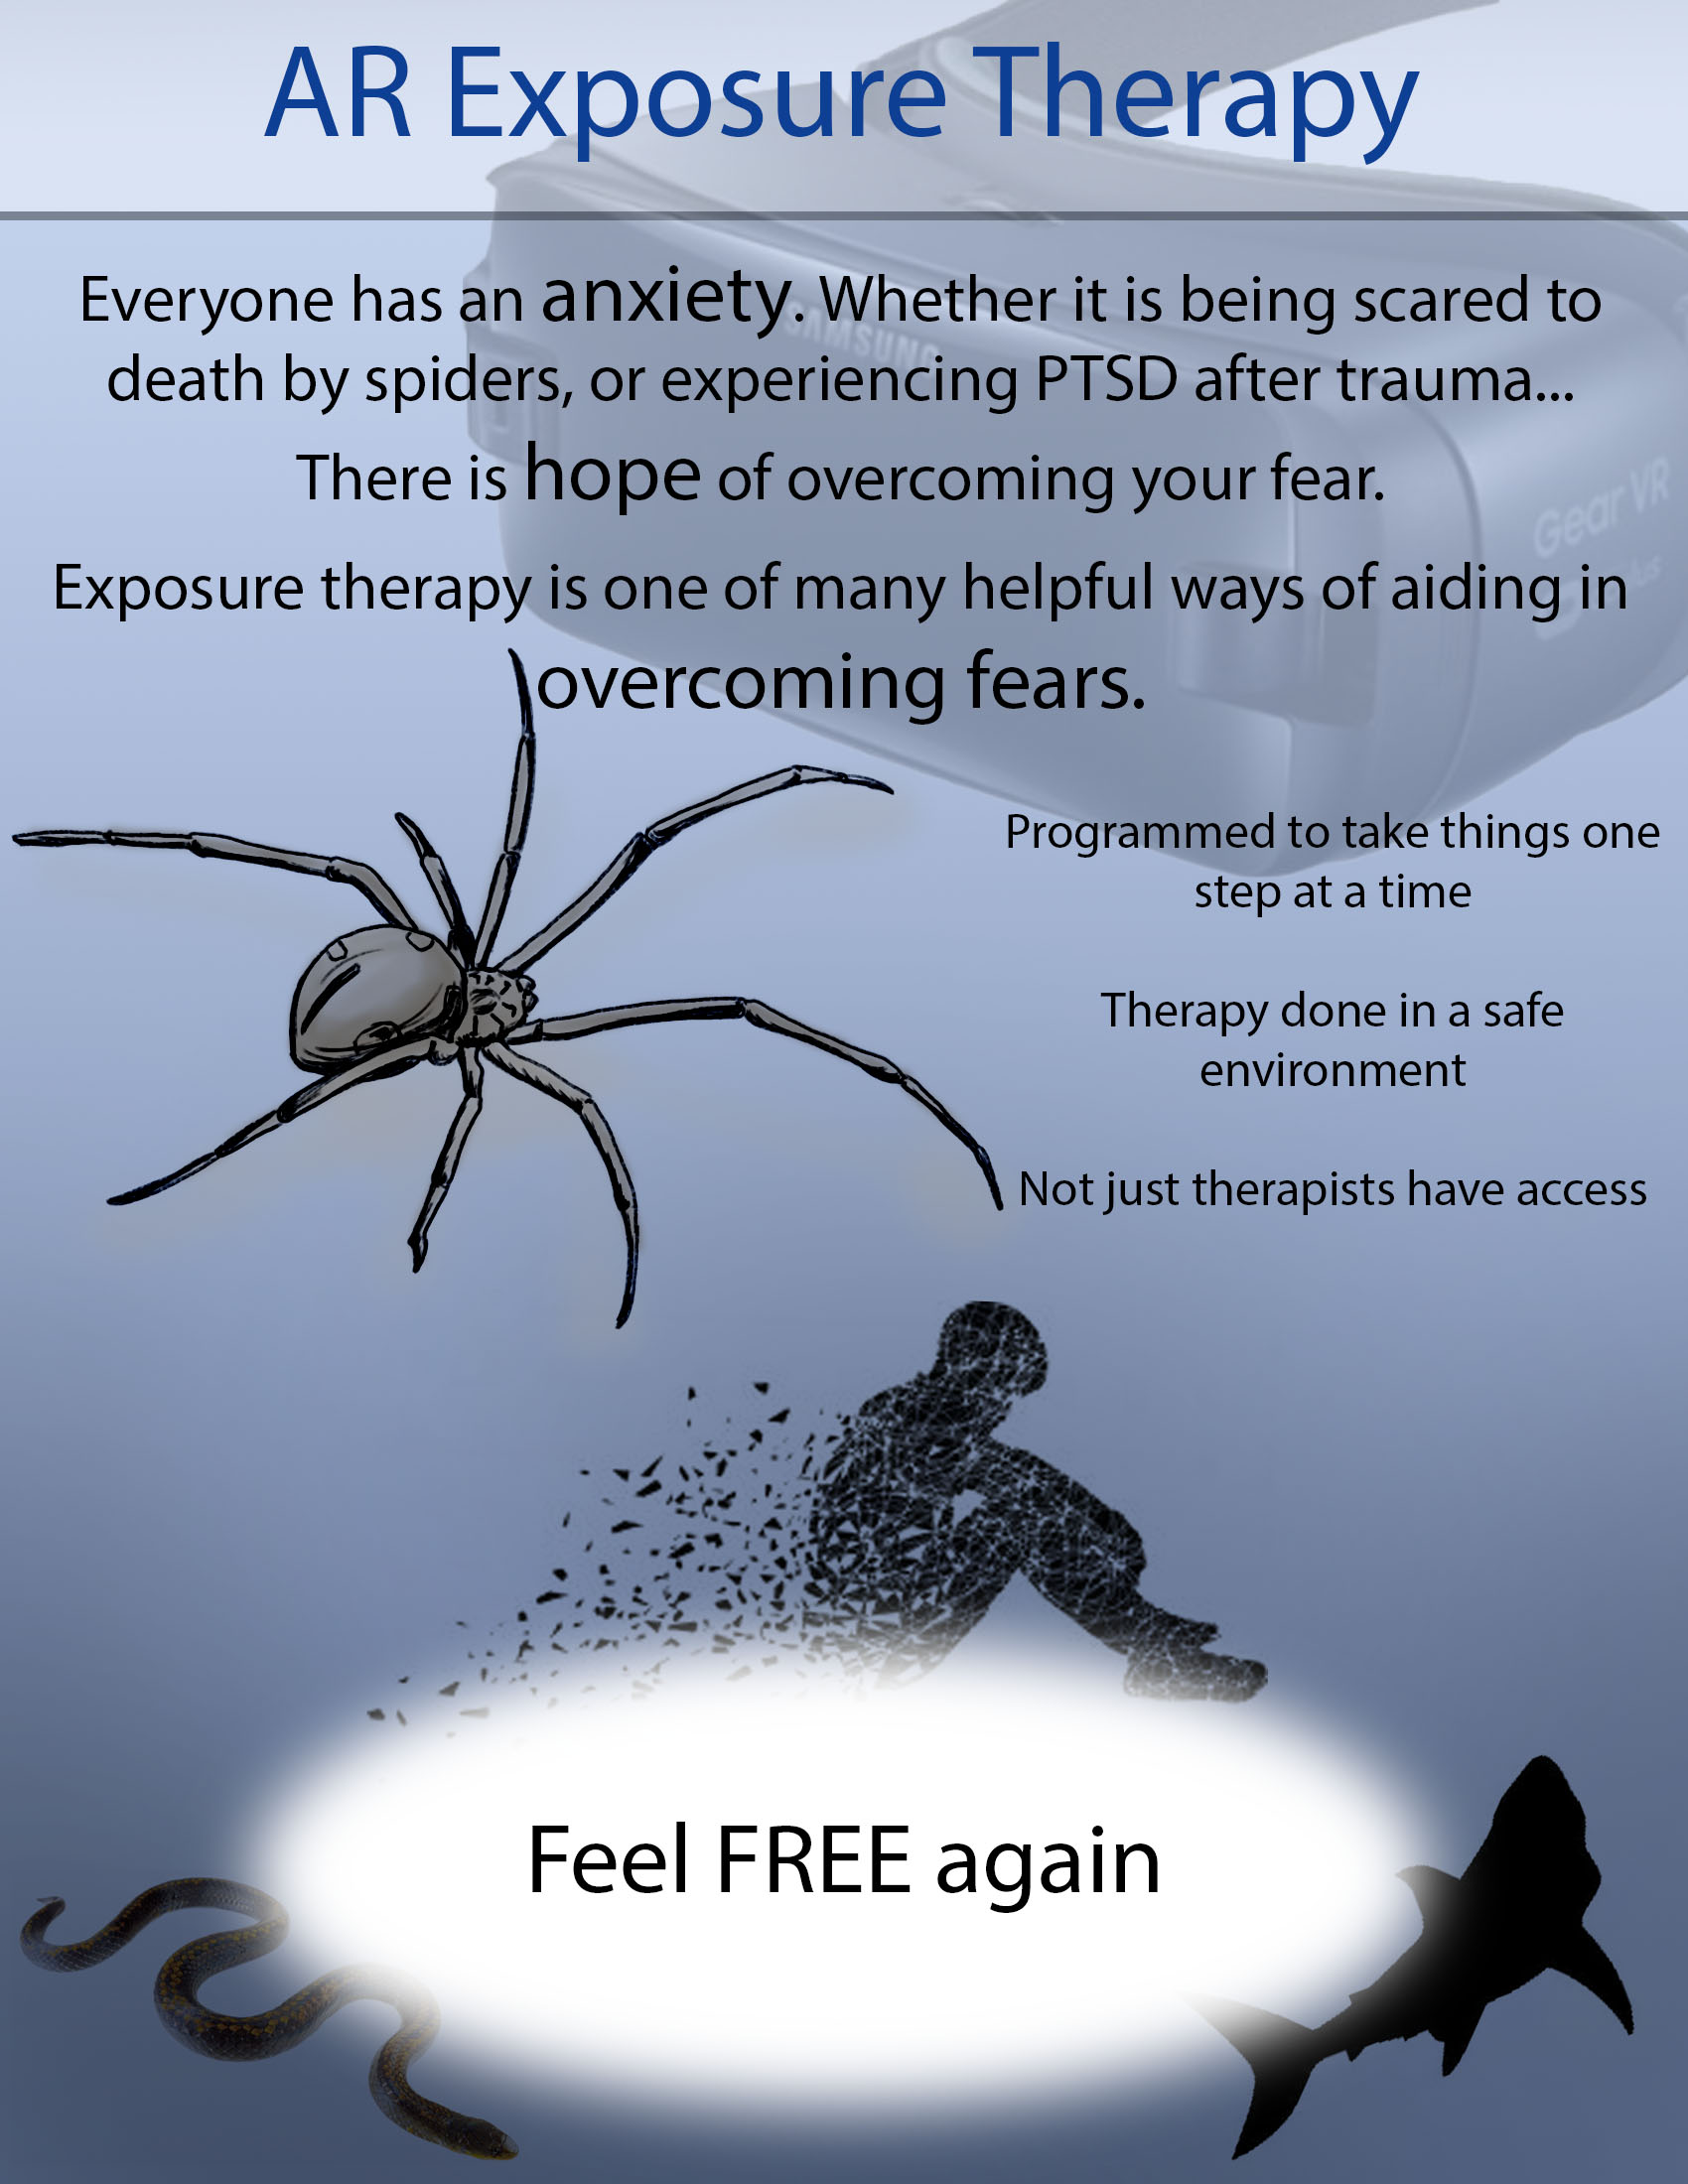 AR Exposure Therapy
Everyone has an anxiety. Whether it is being scared to
death by spiders, or experiencing PTSD after trauma...
There is hope of overcoming your fear.
Exposure therapy is one of many helpful ways of aiding in
overcoming fears.
SAMSUNG
Gear VR
Programmed to take things one
step at a time
Therapy done in a safe
environment
Not just therapists have access
Feel FREE again